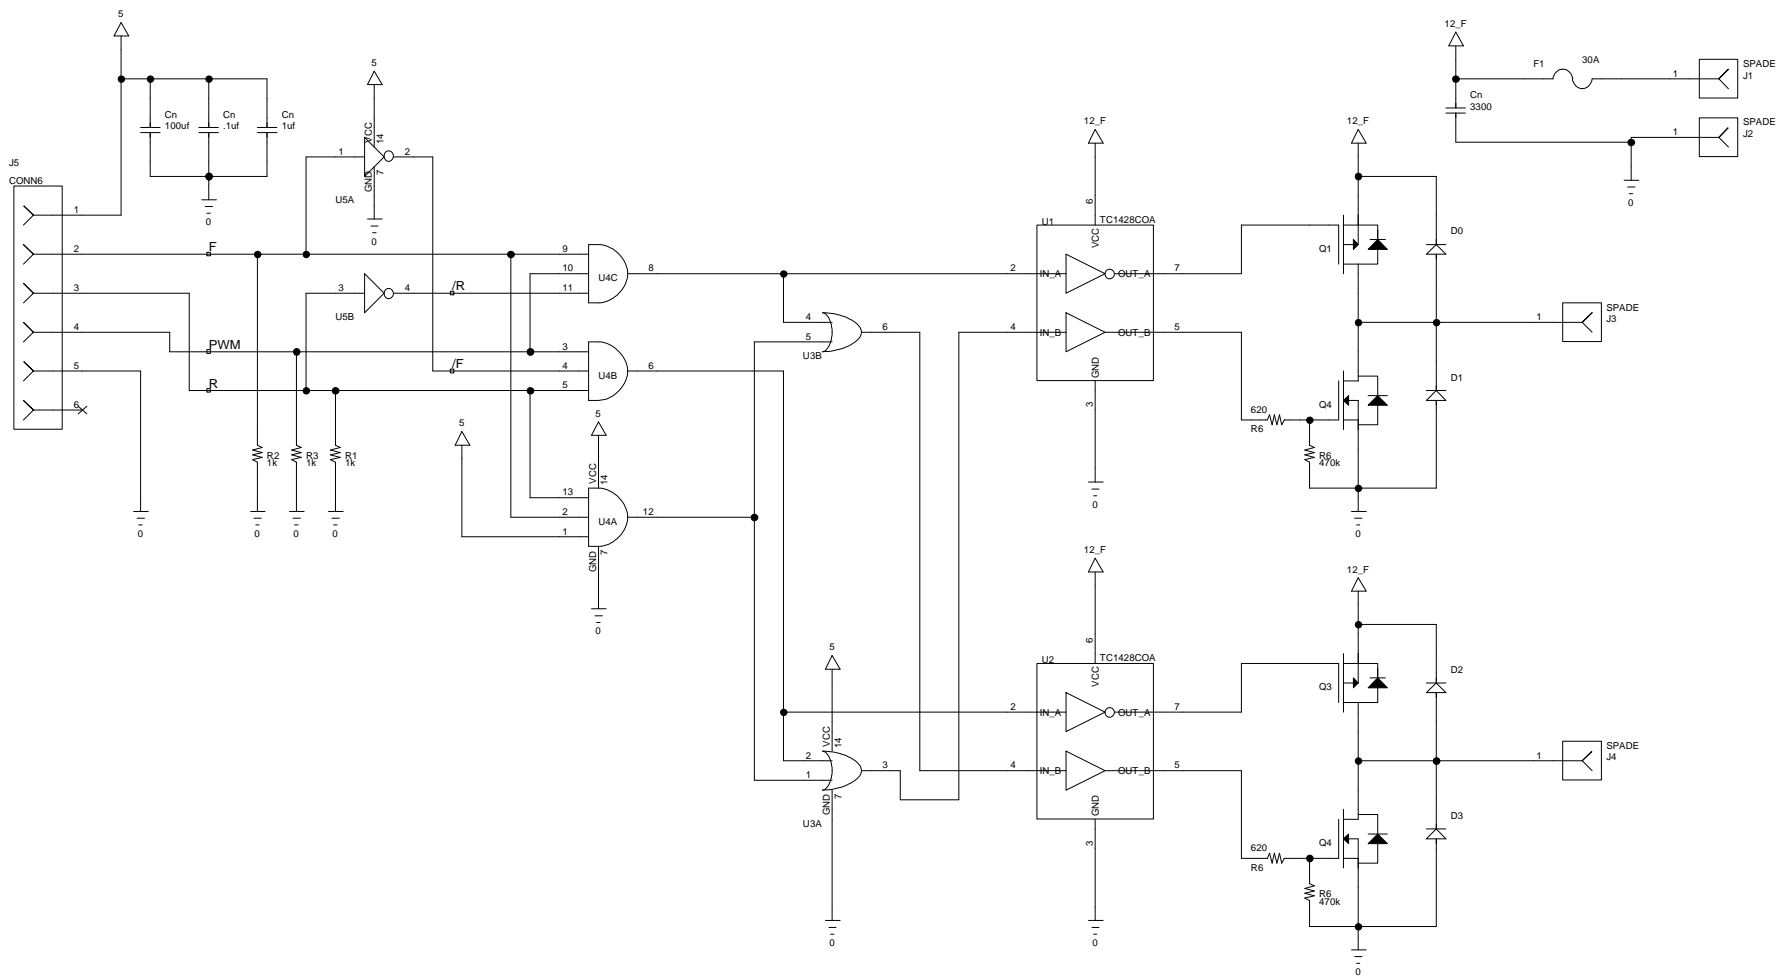 5
12_F
F1
30A
1
SPADE
J1
Cn
3300
1
SPADE
J2
5
Cn
100uf
Cn
.1uf
Cn
1uf
0
J5
CONN6
1
2
3
4
5
6
F
PWM
R
VCC
14
1
2
GND
7
U5A
0
3
4
U5B
/R
/F
9
10
11
U4C
8
3
4
5
U4B
6
R2
1k
R3
1k
R1
1k
0
0
0
0
5
5
VCC
14
13
2
1
U4A
12
GND
7
0
4
5
6
U3B
12_F
6
U1
TC1428COA
VCC
2
IN_A
OUT_A
7
4
IN_B
OUT_B
5
GND
3
0
12_F
Q1
D0
1
SPADE
J3
Q4
D1
620
R6
R6
470k
0
0
12_F
6
U2
TC1428COA
VCC
2
IN_A
OUT_A
7
4
IN_B
OUT_B
5
GND
3
0
5
VCC
14
2
1
3
GND
7
U3A
0
12_F
Q3
D2
1
SPADE
J4
Q4
D3
620
R6
R6
470k
0